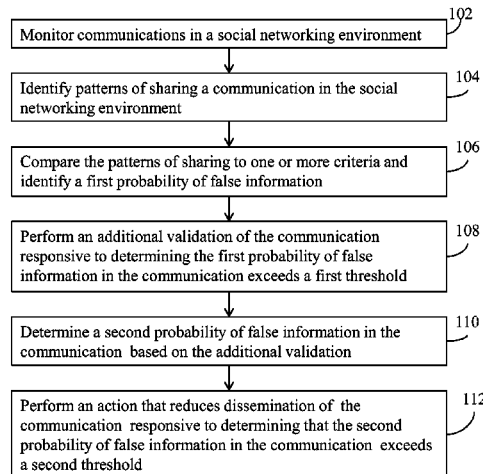 102
Monitor communications in a social networking environment
104
Identify patterns of sharing a communication in the social
networking environment
106
Compare the patterns of sharing to one or more criteria and
identify a first probability of false information
108
Perform an additional validation of the communication
responsive to determining the first probability of false
information in the communication exceeds a first threshold
110
Determine a second probability of false information in the
communication based on the additional validation
112
Perform an action that reduces dissemination of the
communication responsive to determining that the second
probability of false information in the communication exceeds
a second threshold